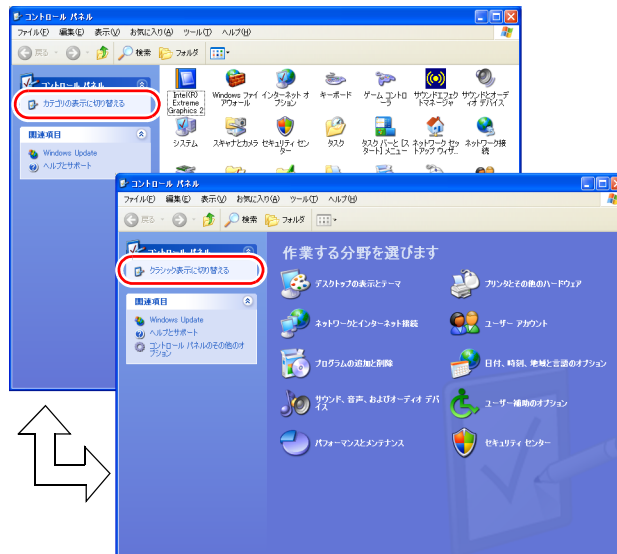 コントロール パネル
ファイル(F) 編集(E) 表示(V) お気に入り(A) ツール(T) ヘルプ(H)
戻る 検索 フォルダ
コントロール パネル
カテゴリの表示に切り替える
関連項目
Windows Update
ヘルプとサポート
Intel(R)
Extreme
Graphics 2
Windows ファイ
アウォール
インターネット オ
プション
キーボード
ゲーム コントロ
ーラ
サウンドエフェク
トマネージャ
サウンドとオーデ
ィオ デバイス
システム
スキャナとカメラ
セキュリティ セン
ター
タスク
タスク バーと [ス
タート] メニュー
ネットワーク セッ
トアップ ウィザ...
ネットワーク接
続
コントロール パネル
ファイル(F) 編集(E) 表示(V) お気に入り(A) ツール(T) ヘルプ(H)
戻る 検索 フォルダ
コントロール パネル
クラシック表示に切り替える
関連項目
Windows Update
ヘルプとサポート
コントロール パネルのその他のオ
プション
作業する分野を選びます
デスクトップの表示とテーマ
プリンタとその他のハードウェア
ネットワークとインターネット接続
ユーザー アカウント
プログラムの追加と削除
日付、時刻、地域と言語のオプション
サウンド、音声、およびオーディオ デバ
イス
ユーザー補助のオプション
パフォーマンスとメンテナンス
セキュリティ センター